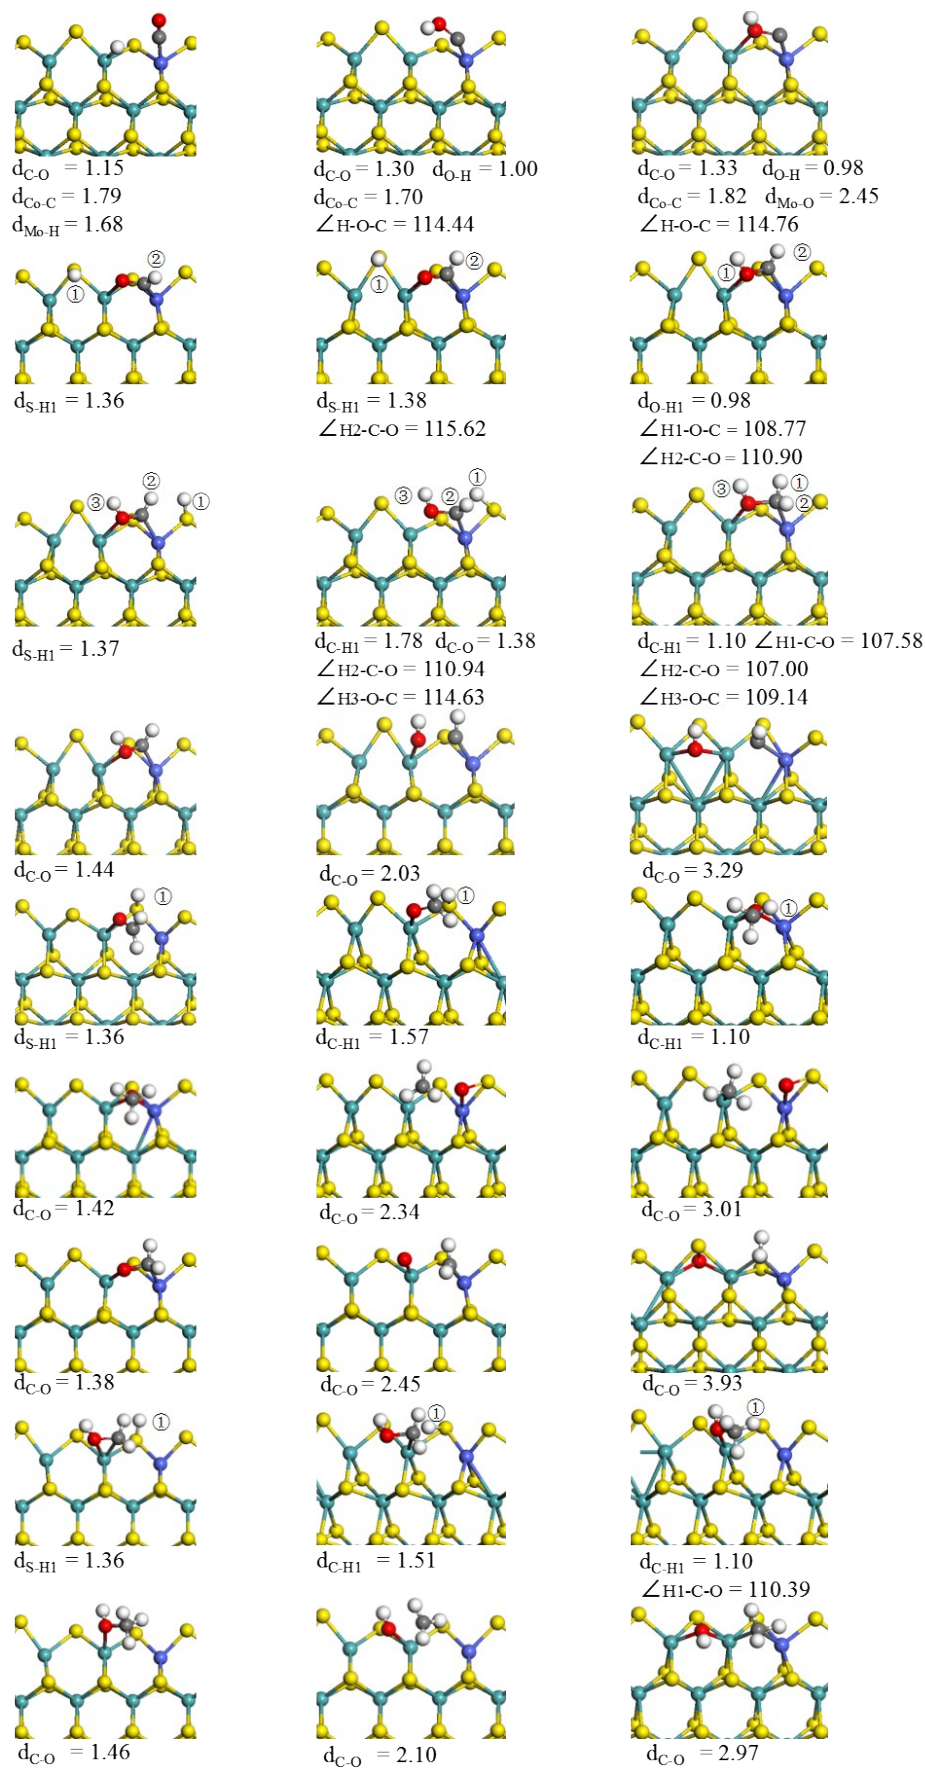 d_C-O = 1.15
d_Co-C = 1.79
d_Mo-H = 1.68
d_C-O = 1.30 d_O-H = 1.00
d_Co-C = 1.70
∠H-O-C = 114.44
d_C-O = 1.33 d_O-H = 0.98
d_Co-C = 1.82 d_Mo-O = 2.45
∠H-O-C = 114.76
① ②
d_S-H1 = 1.36
① ②
d_S-H1 = 1.38
∠H2-C-O = 115.62
① ②
d_O-H1 = 0.98
∠H1-O-C = 108.77
∠H2-C-O = 110.90
③ ② ①
d_S-H1 = 1.37
③ ② ①
d_C-H1 = 1.78 d_C-O = 1.38
∠H2-C-O = 110.94
∠H3-O-C = 114.63
③ ①
②
d_C-H1 = 1.10 ∠H1-C-O = 107.58
∠H2-C-O = 107.00
∠H3-O-C = 109.14
d_C-O = 1.44
d_C-O = 2.03
d_C-O = 3.29
①
d_S-H1 = 1.36
①
d_C-H1 = 1.57
①
d_C-H1 = 1.10
d_C-O = 1.42
d_C-O = 2.34
d_C-O = 3.01
d_C-O = 1.38
d_C-O = 2.45
d_C-O = 3.93
①
d_S-H1 = 1.36
①
d_C-H1 = 1.51
①
d_C-H1 = 1.10
∠H1-C-O = 110.39
d_C-O = 1.46
d_C-O = 2.10
d_C-O = 2.97